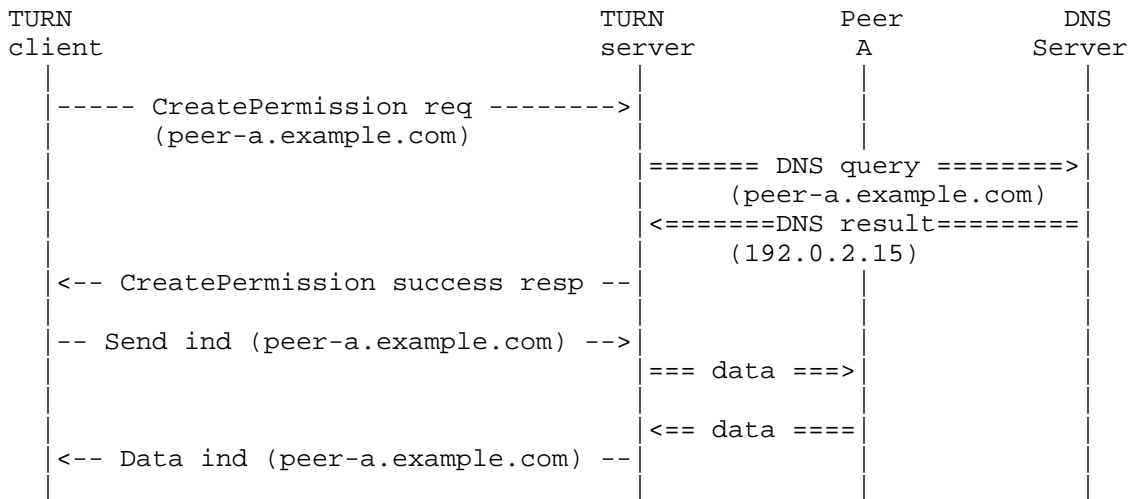 TURN TURN Peer DNS
client server A Server
----- CreatePermission req -------->
(peer-a.example.com)
======= DNS query ========>
(peer-a.example.com)
<=======DNS result=========
(192.0.2.15)
<-- CreatePermission success resp --
-- Send ind (peer-a.example.com) -->
=== data ===>
<== data ====
<-- Data ind (peer-a.example.com) --